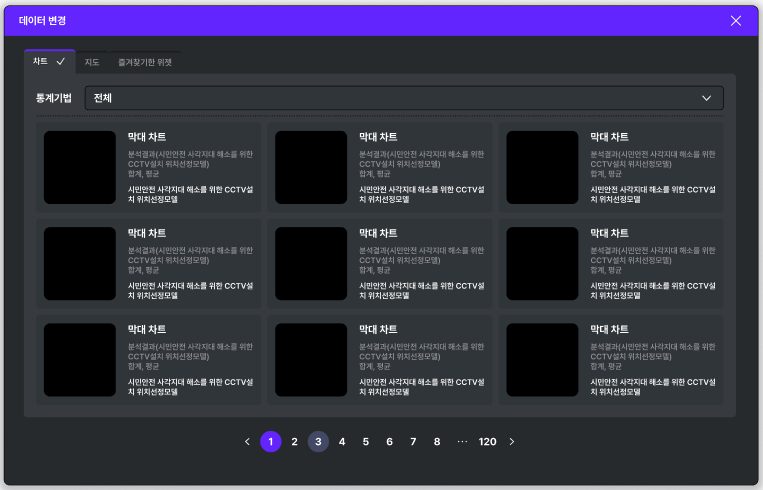 데이터 변경
차트
지도
즐겨찾기한 위젯
통계기법
전체
막대 차트
분석결과(시민안전 사각지대 해소를 위한
CCTV설치 위치선정모델)
합계, 평균
시민안전 사각지대 해소를 위한 CCTV설
치 위치선정모델
막대 차트
분석결과(시민안전 사각지대 해소를 위한
CCTV설치 위치선정모델)
합계, 평균
시민안전 사각지대 해소를 위한 CCTV설
치 위치선정모델
막대 차트
분석결과(시민안전 사각지대 해소를 위한
CCTV설치 위치선정모델)
합계, 평균
시민안전 사각지대 해소를 위한 CCTV설
치 위치선정모델
막대 차트
분석결과(시민안전 사각지대 해소를 위한
CCTV설치 위치선정모델)
합계, 평균
시민안전 사각지대 해소를 위한 CCTV설
치 위치선정모델
막대 차트
분석결과(시민안전 사각지대 해소를 위한
CCTV설치 위치선정모델)
합계, 평균
시민안전 사각지대 해소를 위한 CCTV설
치 위치선정모델
막대 차트
분석결과(시민안전 사각지대 해소를 위한
CCTV설치 위치선정모델)
합계, 평균
시민안전 사각지대 해소를 위한 CCTV설
치 위치선정모델
막대 차트
분석결과(시민안전 사각지대 해소를 위한
CCTV설치 위치선정모델)
합계, 평균
시민안전 사각지대 해소를 위한 CCTV설
치 위치선정모델
막대 차트
분석결과(시민안전 사각지대 해소를 위한
CCTV설치 위치선정모델)
합계, 평균
시민안전 사각지대 해소를 위한 CCTV설
치 위치선정모델
막대 차트
분석결과(시민안전 사각지대 해소를 위한
CCTV설치 위치선정모델)
합계, 평균
시민안전 사각지대 해소를 위한 CCTV설
치 위치선정모델
1 2 3 4 5 6 7 8 ··· 120